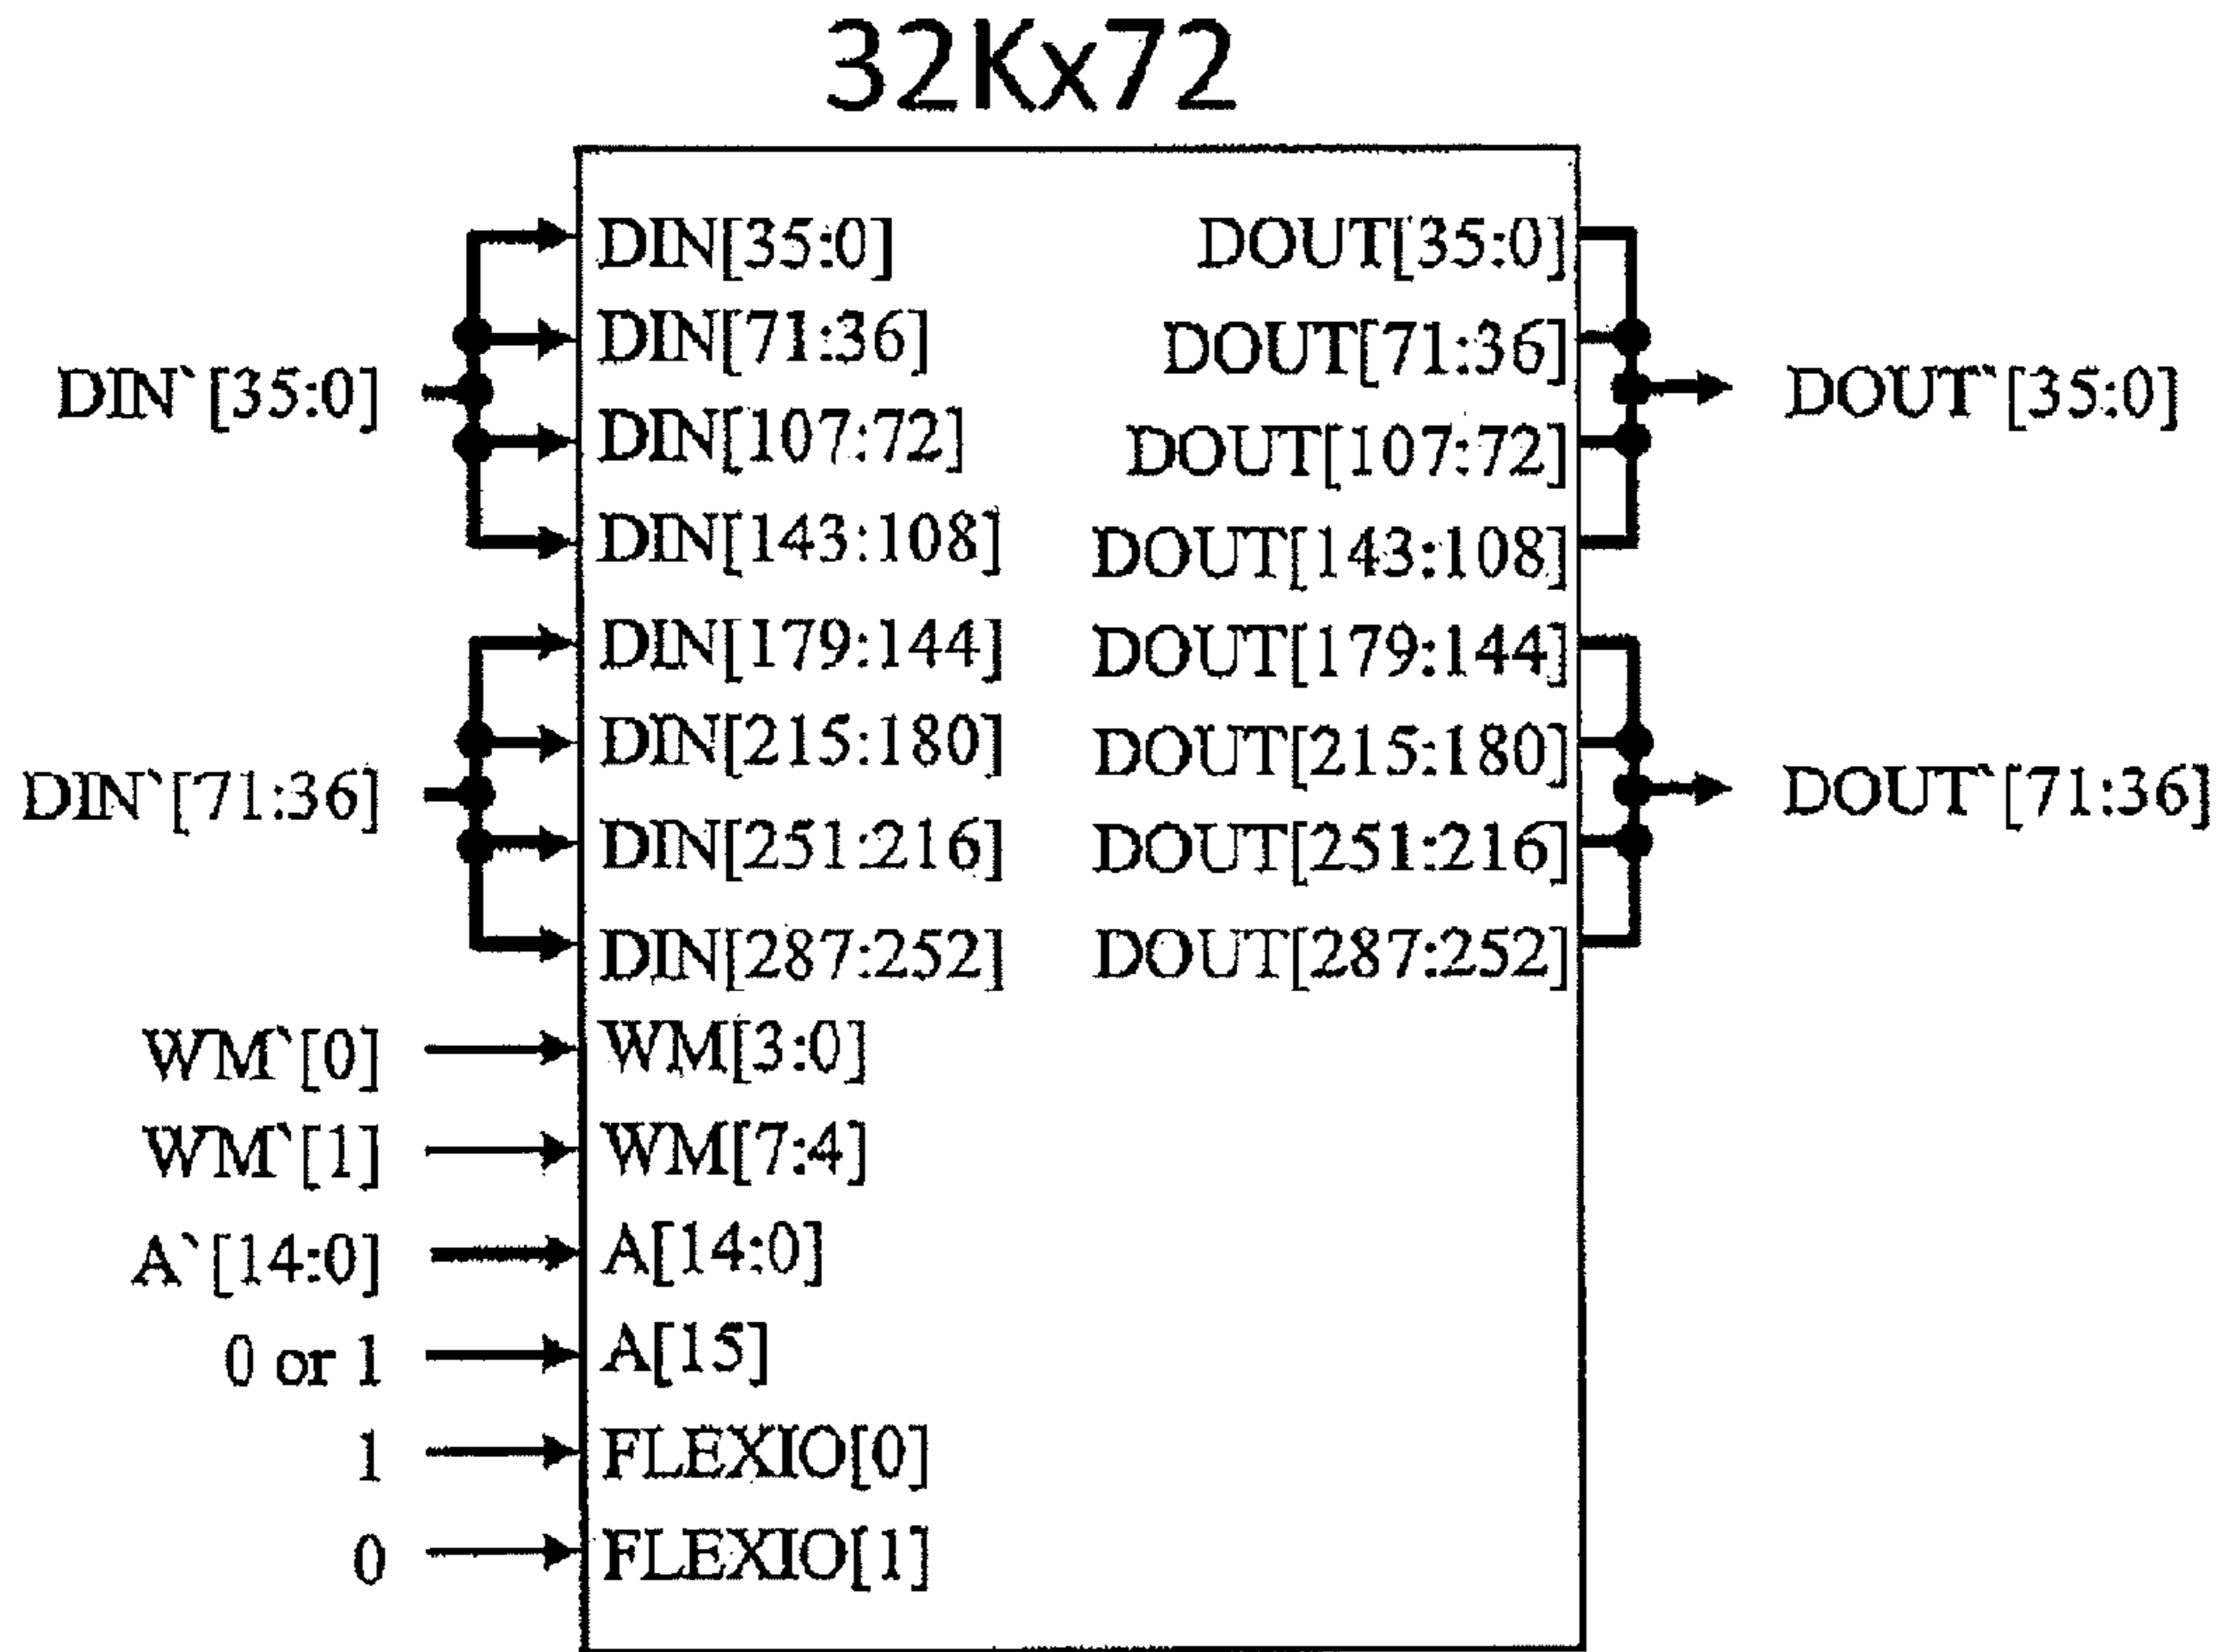 32Kx72
DIN[35:0] DOUT[35:0]
DIN[71:36] DOUT[71:36]
DIN`[35:0] DOUT`[35:0]
DIN[107:72] DOUT[107:72]
DIN[143:108] DOUT[143:108]
DIN[179:144] DOUT[179:144]
DIN[215:180] DOUT[215:180]
DIN`[71:36] DOUT`[71:36]
DIN[251:216] DOUT[251:216]
DIN[287:252] DOUT[287:252]
WM`[0] WM[3:0]
WM`[1] WM[7:4]
A`[14:0] A[14:0]
0 or 1 A[15]
1 FLEXIO[0]
0 FLEXIO[1]